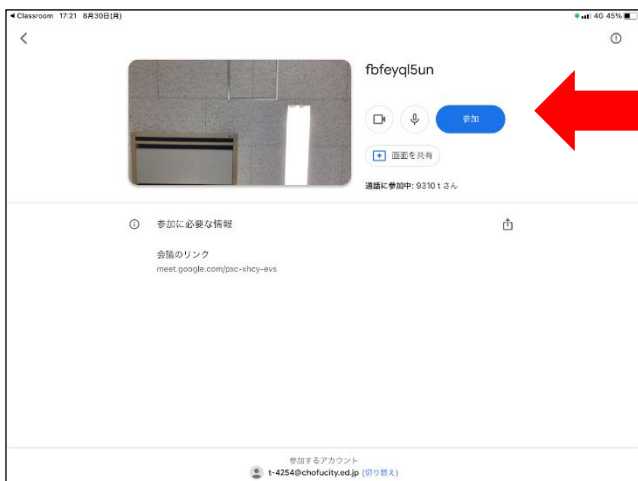 ◀ Classroom 17:21 8月30日(月)
4G 45%
fbfeyql5un
参加
画面を共有
通話に参加中: 9310 t さん
参加に必要な情報
会議のリンク
meet.google.com/pxc-xhcy-evs
参加するアカウント
t-4254@chofucity.ed.jp (切り替え)